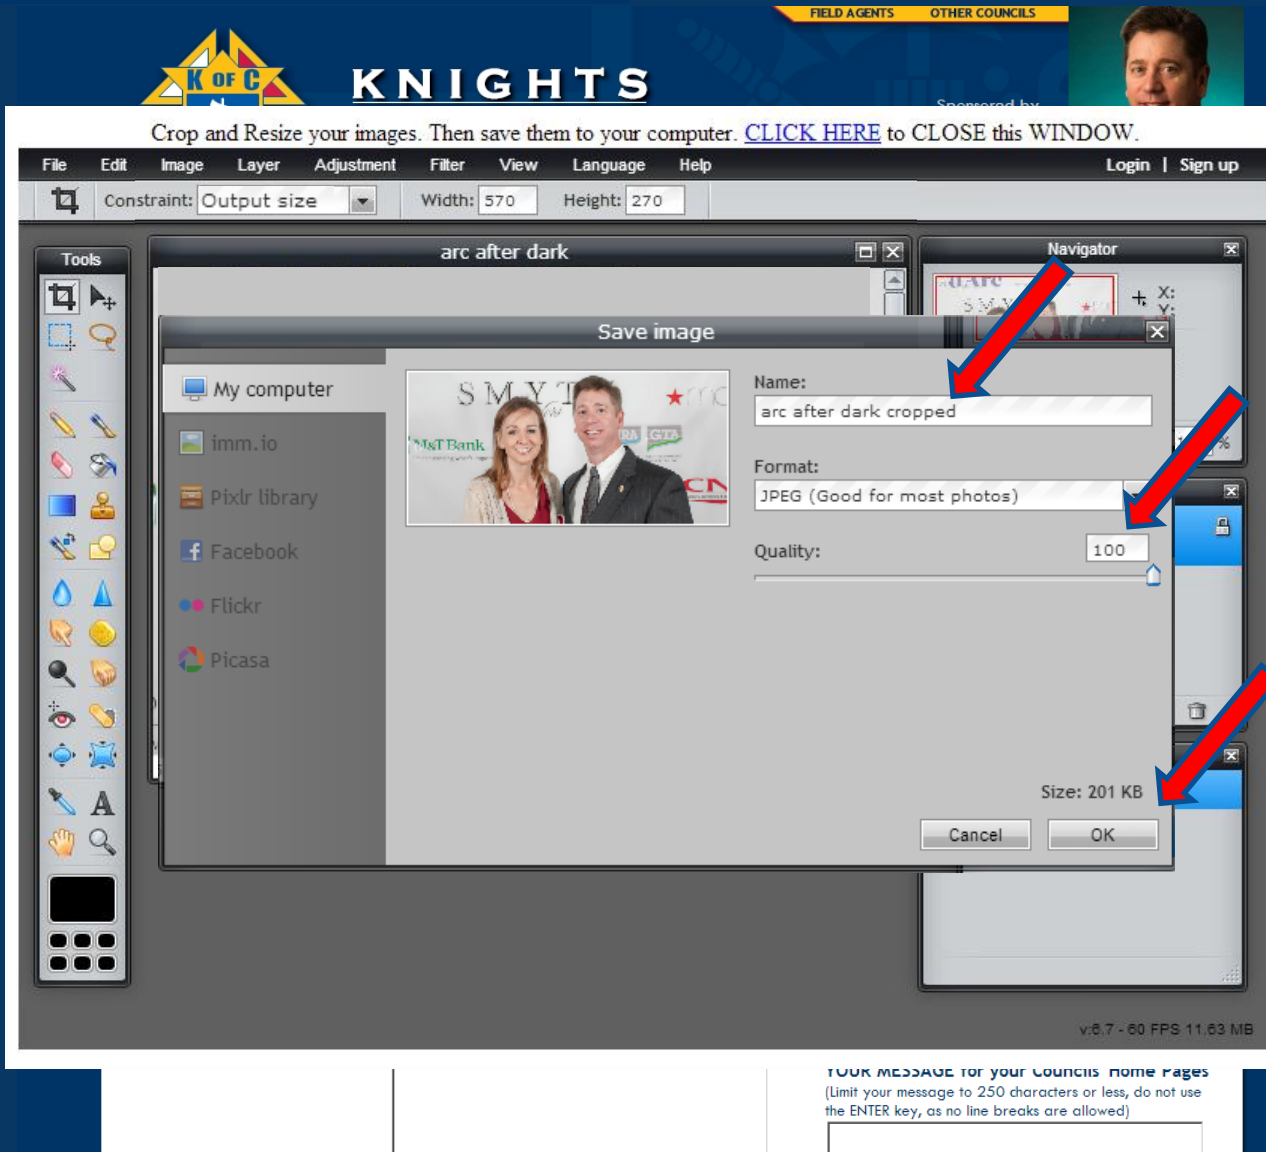 FIELD AGENTS OTHER COUNCILS
K OF C
KNIGHTS
Sponsored by
Crop and Resize your images. Then save them to your computer. CLICK HERE to CLOSE this WINDOW.
File Edit Image Layer Adjustment Filter View Language Help Login | Sign up
Constraint: Output size Width: 570 Height: 270
Tools
arc after dark
Navigator
X:
Y:
Save image
My computer
imm.io
Pixlr library
Facebook
Flickr
Picasa
M&T Bank
GTA
CN
Name:
arc after dark cropped
Format:
JPEG (Good for most photos)
Quality: 100
%
Size: 201 KB
Cancel OK
A
v:6.7 - 60 FPS 11.63 MB
YOUR MESSAGE for your Councils' Home Pages
(Limit your message to 250 characters or less, do not use
the ENTER key, as no line breaks are allowed)